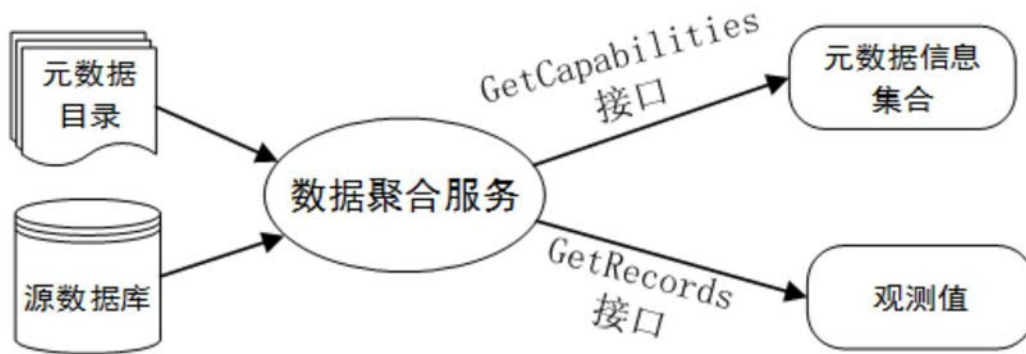 元数据
目录
源数据库
数据聚合服务
GetCapabilities
接口
GetRecords
接口
元数据信息
集合
观测值